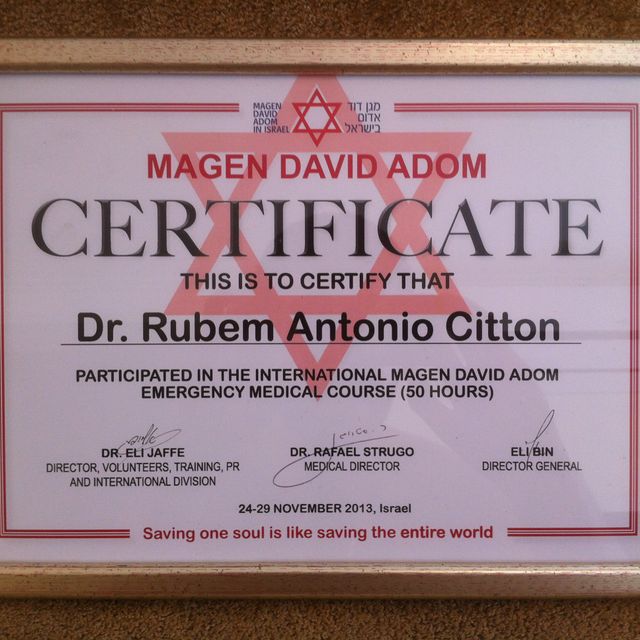 MAGEN
DAVID
ADOM
IN ISRAEL
מגן דוד
אדום
בישראל
MAGEN DAVID ADOM
CERTIFICATE
THIS IS TO CERTIFY THAT
Dr. Rubem Antonio Citton
PARTICIPATED IN THE INTERNATIONAL MAGEN DAVID ADOM
EMERGENCY MEDICAL COURSE (50 HOURS)
DR. ELI JAFFE
DIRECTOR, VOLUNTEERS, TRAINING, PR
AND INTERNATIONAL DIVISION
DR. RAFAEL STRUGO
MEDICAL DIRECTOR
ELI BIN
DIRECTOR GENERAL
24-29 NOVEMBER 2013, Israel
Saving one soul is like saving the entire world